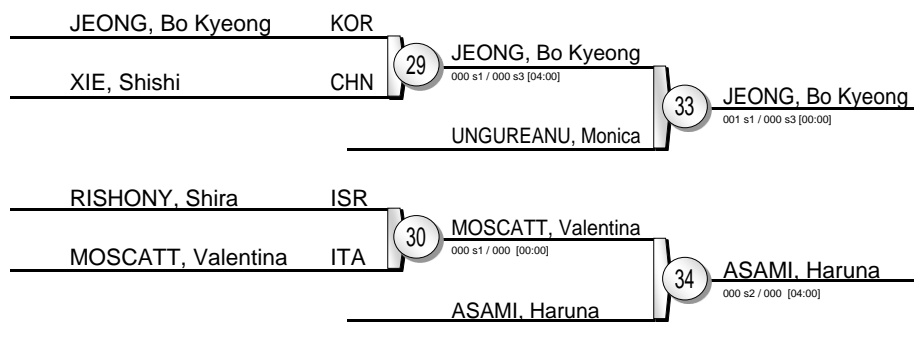 JEONG, Bo Kyeong KOR
XIE, Shishi CHN
29
JEONG, Bo Kyeong
000 s1 / 000 s3 [04:00]
UNGUREANU, Monica
33
JEONG, Bo Kyeong
001 s1 / 000 s3 [00:00]
RISHONY, Shira ISR
MOSCATT, Valentina ITA
30
MOSCATT, Valentina
000 s1 / 000 [00:00]
ASAMI, Haruna
34
ASAMI, Haruna
000 s2 / 000 [04:00]